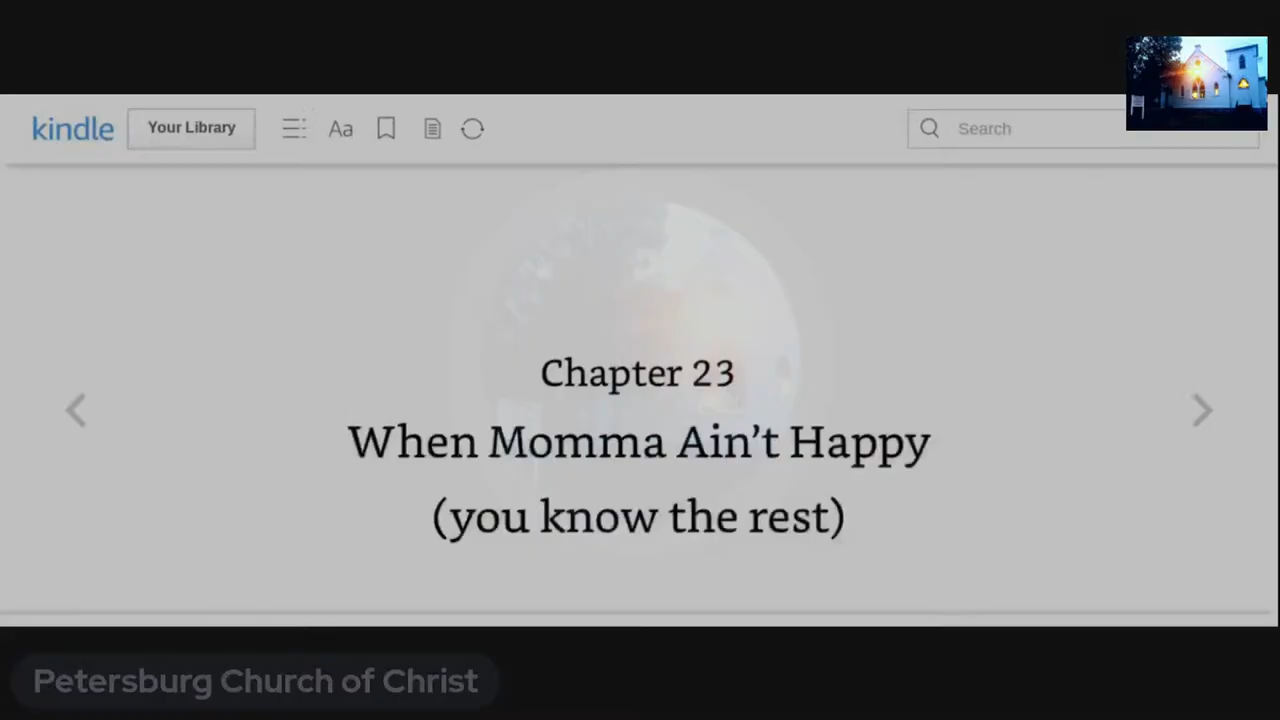 kindle
Your Library
Aa
Search
Chapter 23
When Momma Ain’t Happy
(you know the rest)
Petersburg Church of Christ